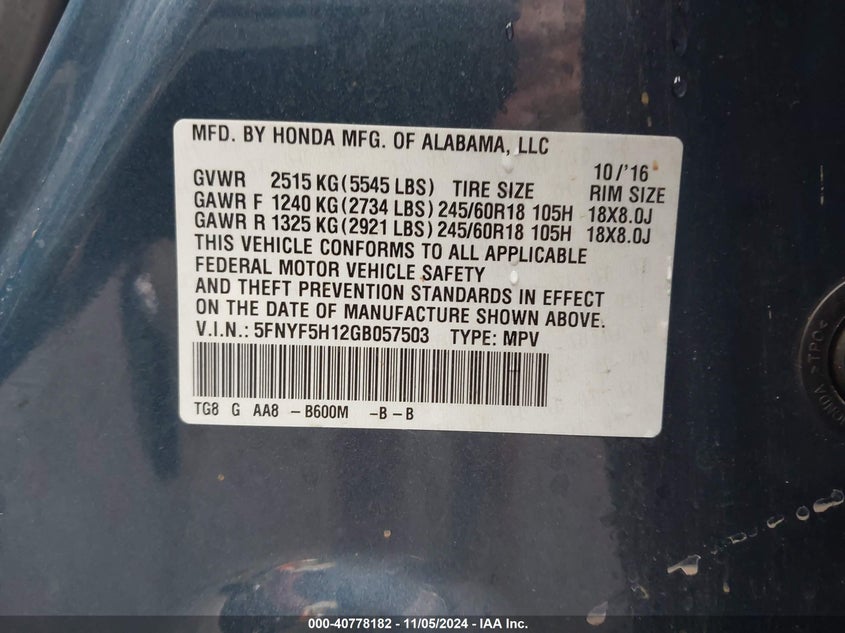 MFD. BY HONDA MFG. OF ALABAMA, LLC
10/'16
GVWR 2515 KG (5545 LBS) TIRE SIZE RIM SIZE
GAWR F 1240 KG (2734 LBS) 245/60R18 105H 18X8.0J
GAWR R 1325 KG (2921 LBS) 245/60R18 105H 18X8.0J
THIS VEHICLE CONFORMS TO ALL APPLICABLE
FEDERAL MOTOR VEHICLE SAFETY
AND THEFT PREVENTION STANDARDS IN EFFECT
ON THE DATE OF MANUFACTURE SHOWN ABOVE.
V.I.N.: 5FNYF5H12GB057503 TYPE: MPV
TG8 G AA8 – B600M – B – B
HONDA >TPO<
000-40778182 - 11/05/2024 - IAA Inc.